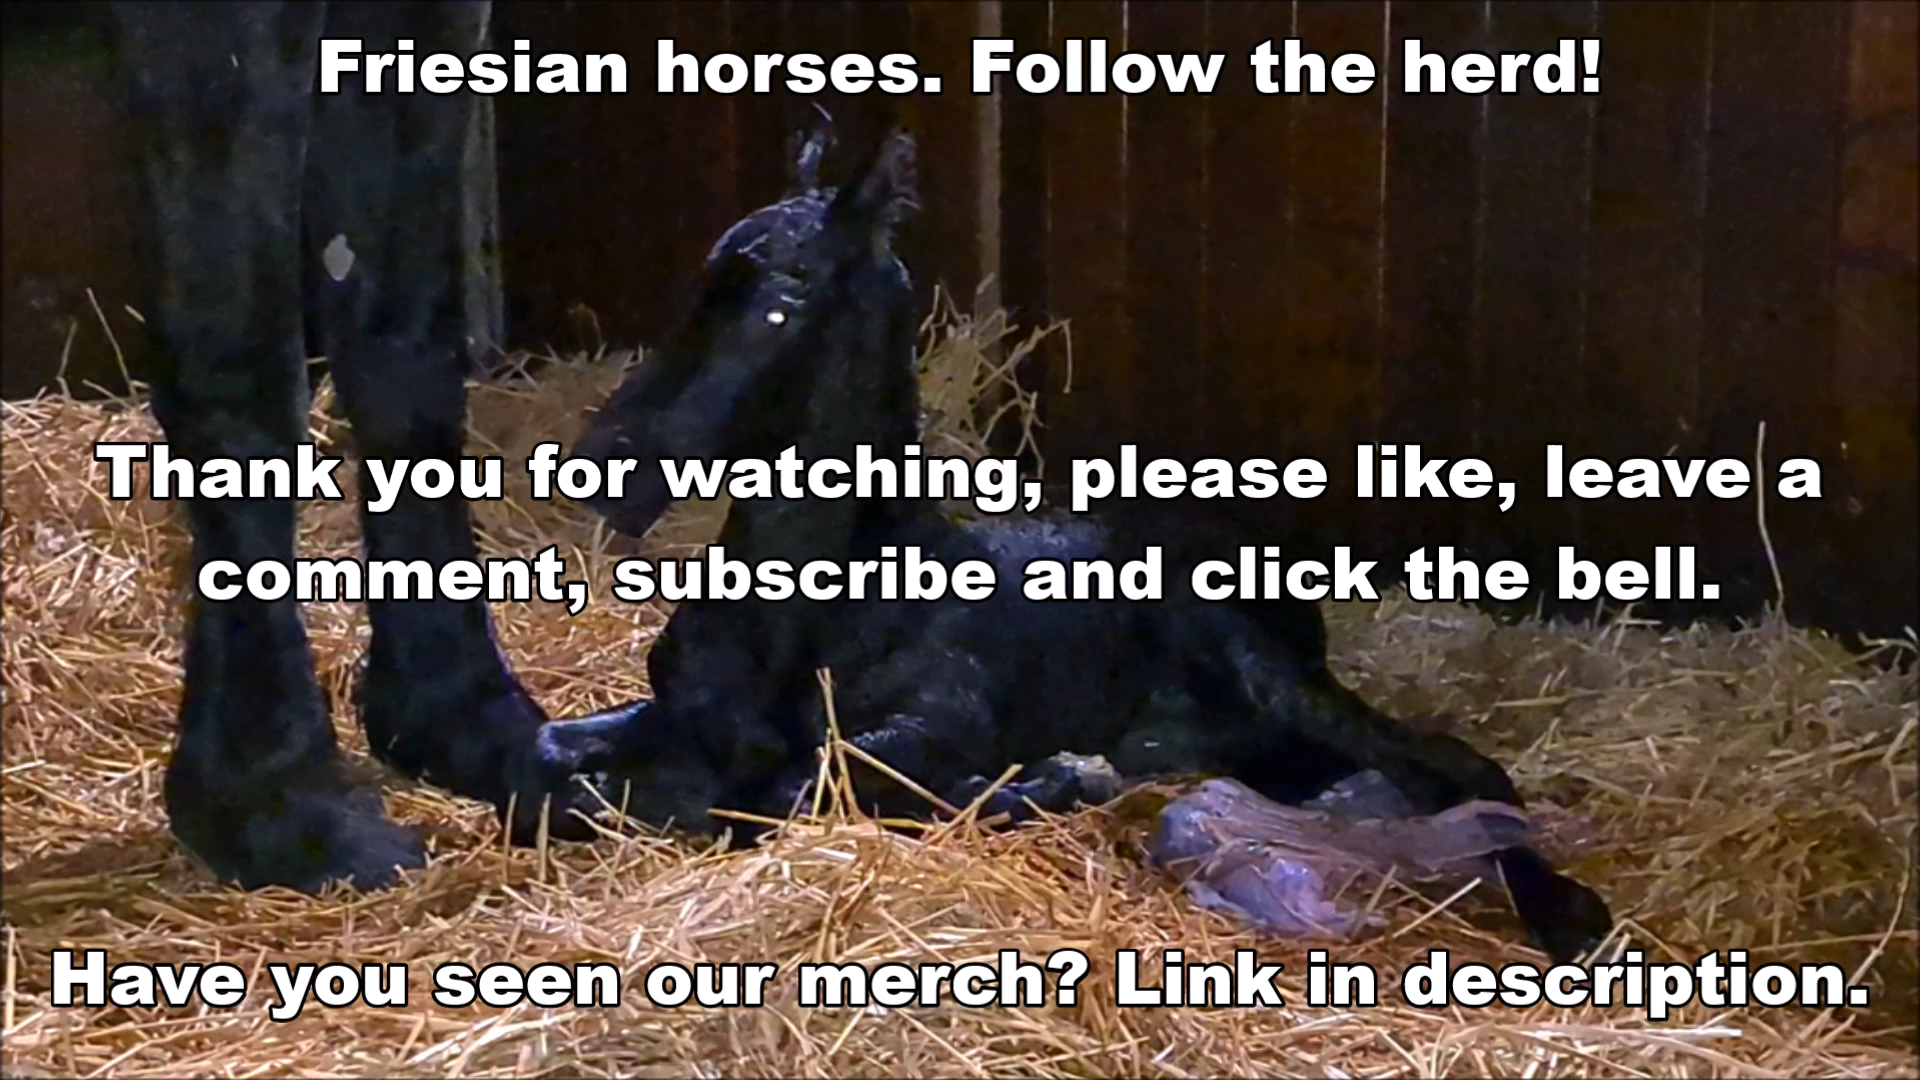 Friesian horses. Follow the herd!
Thank you for watching, please like, leave a
comment, subscribe and click the bell.
Have you seen our merch? Link in description.